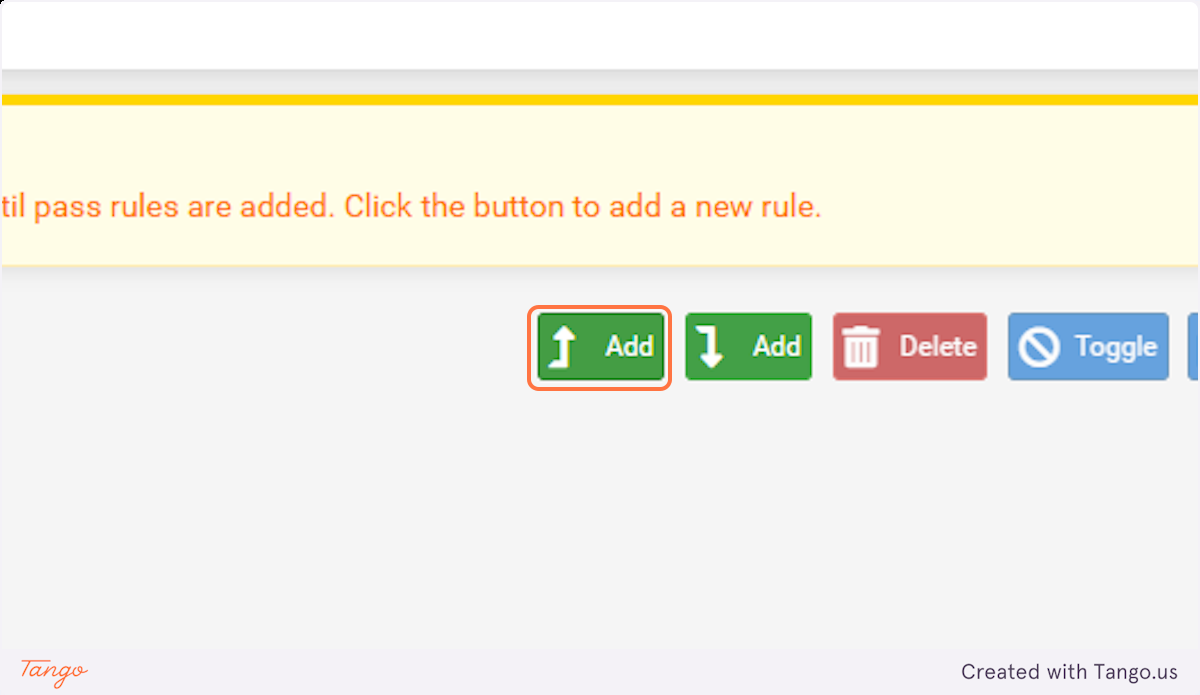 til pass rules are added. Click the button to add a new rule.
Add Add Delete Toggle
Tango Created with Tango.us